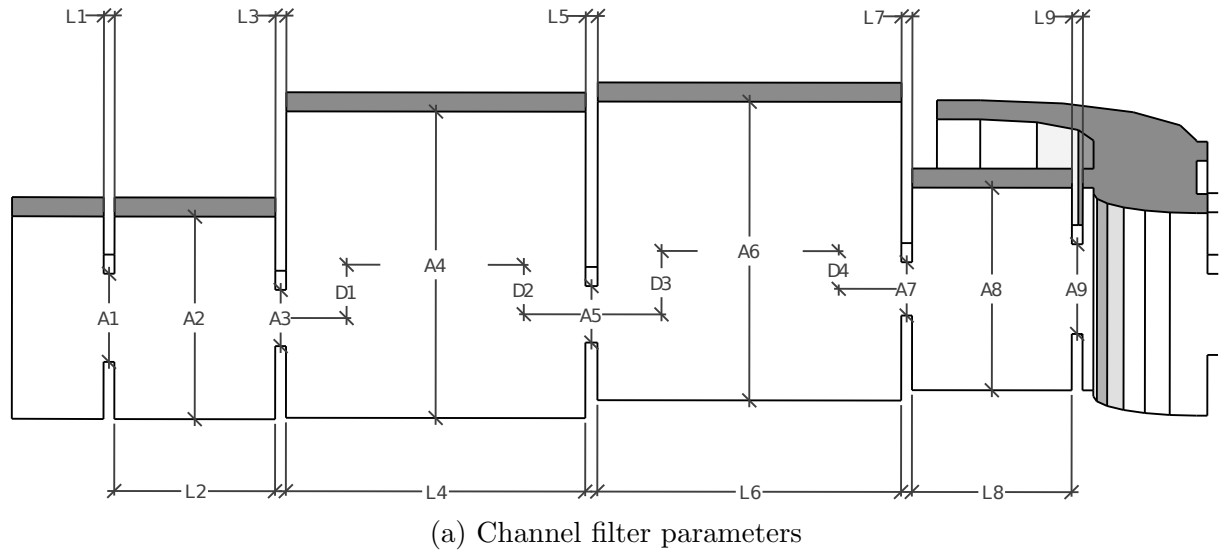 L1 L3 L5 L7 L9
A4 A6
D1 D2 D3 D4
A1 A2 A3 A5 A7 A8 A9
L2 L4 L6 L8
(a) Channel filter parameters